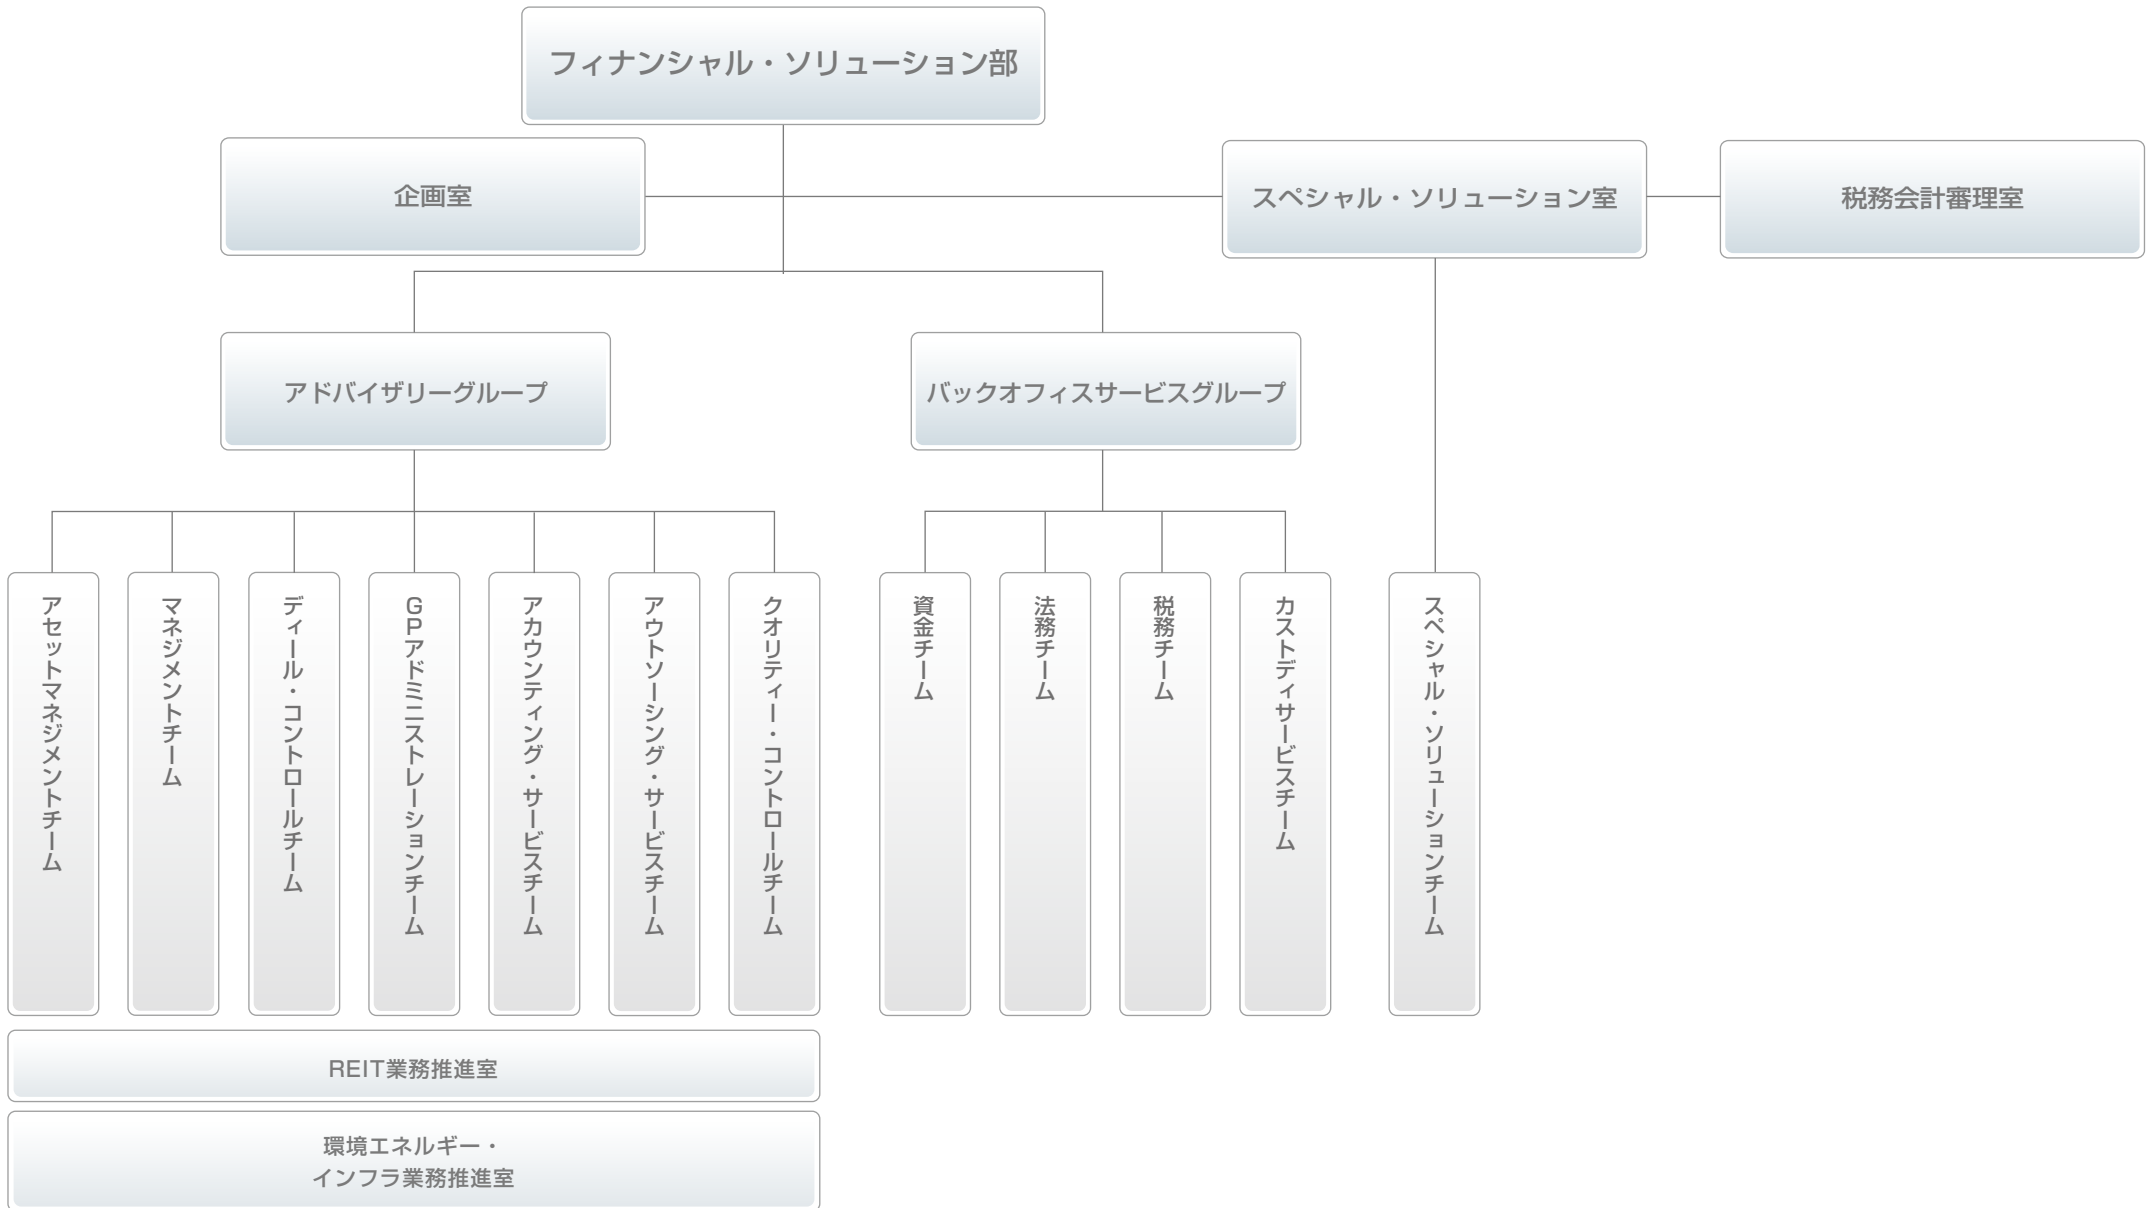 フィナンシャル・ソリューション部
企画室
スペシャル・ソリューション室
税務会計審理室
アドバイザリーグループ
バックオフィスサービスグループ
アセットマネジメントチーム
マネジメントチーム
ディール・コントロールチーム
GPアドミニストレーションチーム
アカウンティング・サービスチーム
アウトソーシング・サービスチーム
クオリティー・コントロールチーム
資金チーム
法務チーム
税務チーム
カストディサービスチーム
スペシャル・ソリューションチーム
REIT業務推進室
環境エネルギー・
インフラ業務推進室